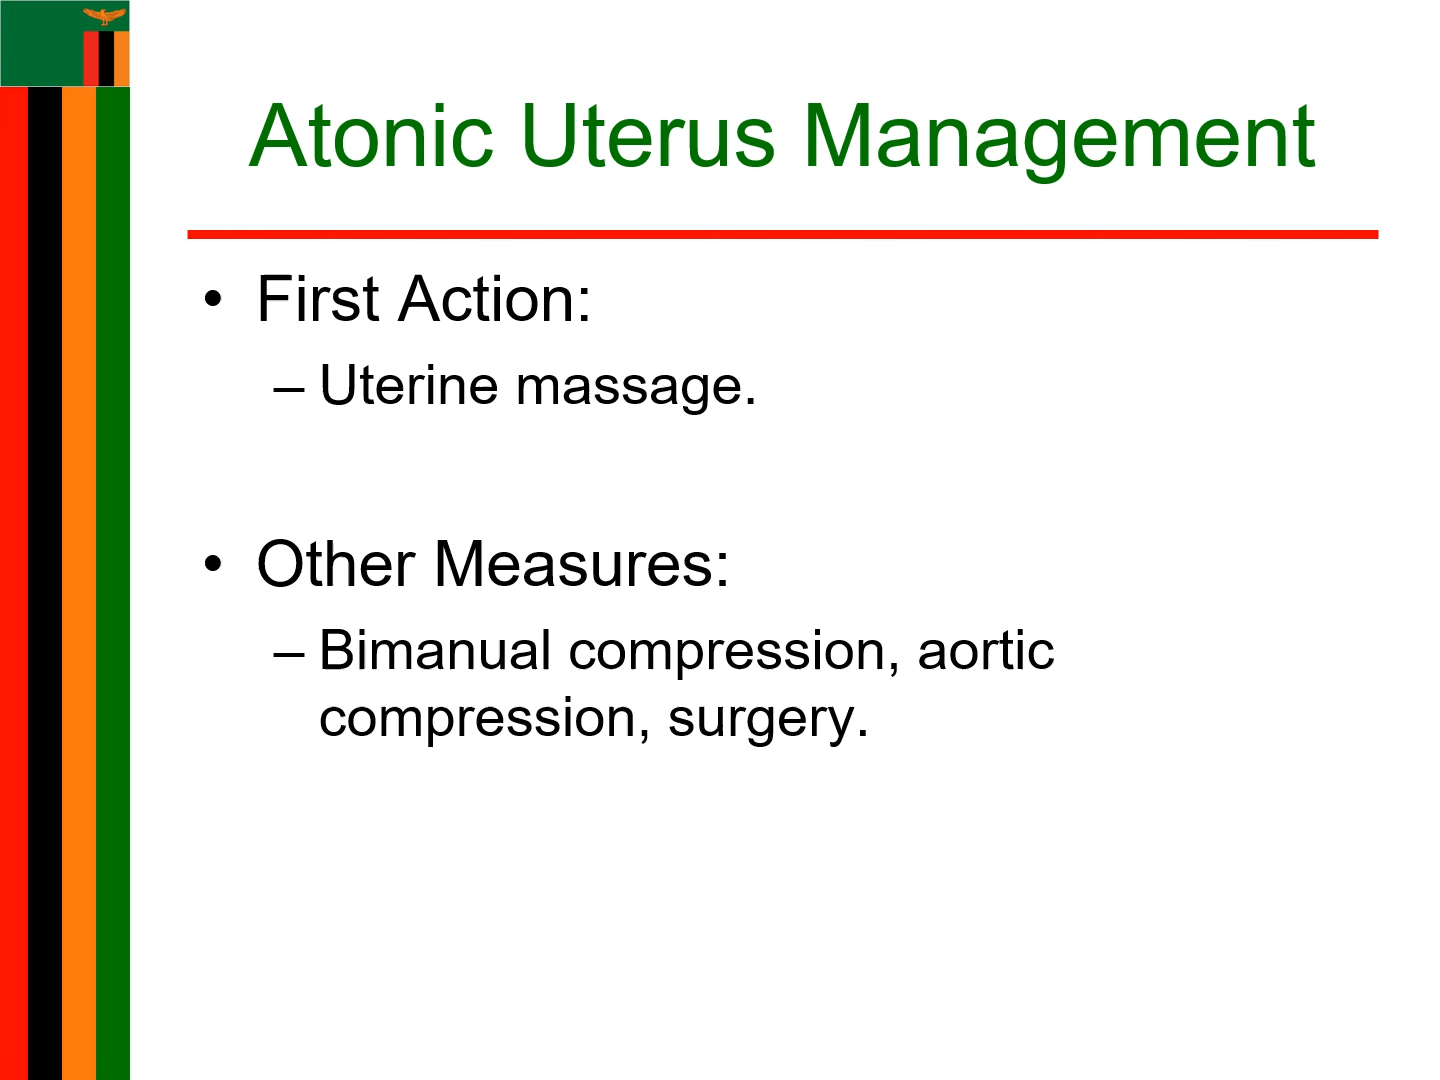 Atonic Uterus Management
• First Action:
– Uterine massage.
• Other Measures:
– Bimanual compression, aortic
compression, surgery.